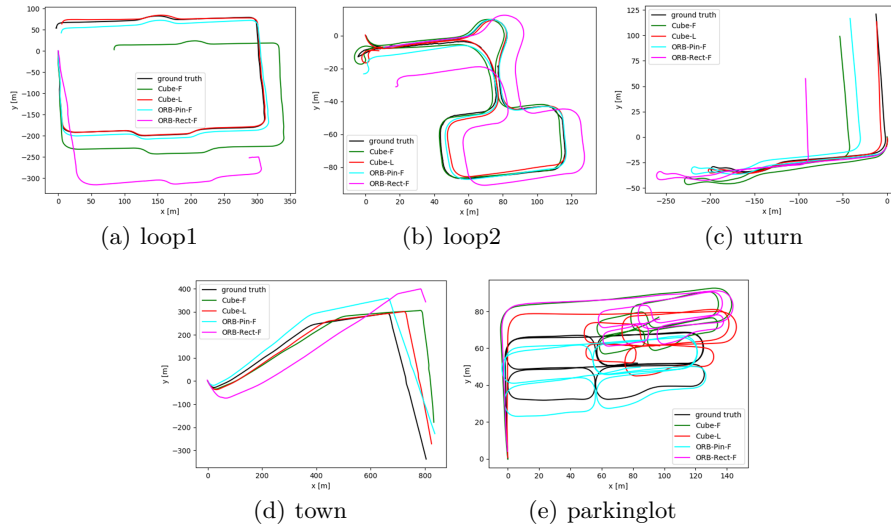 100
50
0
−50
−100
−150
−200
−250
−300
y [m]
ground truth
Cube-F
Cube-L
ORB-Pin-F
ORB-Rect-F
0 50 100 150 200 250 300 350
x [m]
(a) loop1
0
−20
−40
−60
−80
y [m]
ground truth
Cube-F
Cube-L
ORB-Pin-F
ORB-Rect-F
0 20 40 60 80 100 120
x [m]
(b) loop2
125
100
75
50
25
0
−25
−50
y [m]
ground truth
Cube-F
Cube-L
ORB-Pin-F
ORB-Rect-F
−250 −200 −150 −100 −50 0
x [m]
(c) uturn
400
300
200
100
0
−100
−200
−300
y [m]
ground truth
Cube-F
Cube-L
ORB-Pin-F
ORB-Rect-F
0 200 400 600 800
x [m]
(d) town
80
60
40
20
0
y [m]
ground truth
Cube-F
Cube-L
ORB-Pin-F
ORB-Rect-F
0 20 40 60 80 100 120 140
x [m]
(e) parkinglot